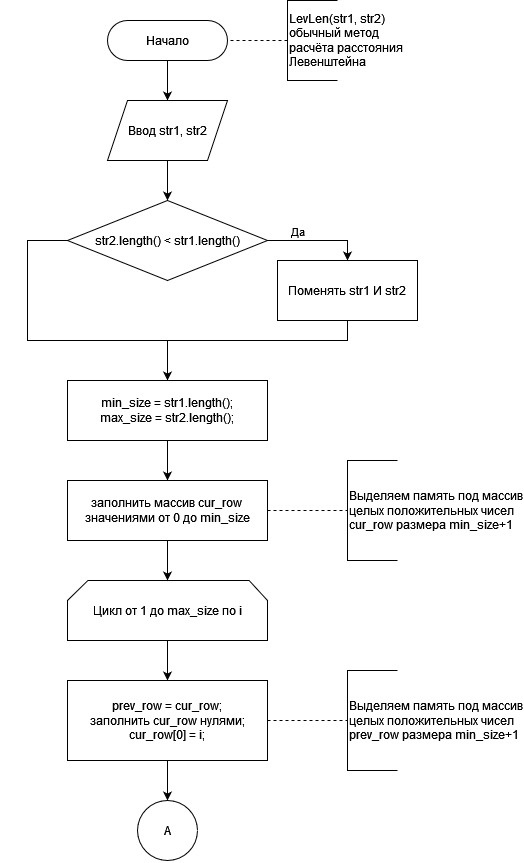 Начало
LevLen(str1, str2)
обычный метод
расчёта расстояния
Левенштейна
Ввод str1, str2
str2.length() < str1.length()
Да
Поменять str1 И str2
min_size = str1.length();
max_size = str2.length();
заполнить массив cur_row
значениями от 0 до min_size
Выделяем память под массив
целых положительных чисел
cur_row размера min_size+1
Цикл от 1 до max_size по i
prev_row = cur_row;
заполнить cur_row нулями;
cur_row[0] = i;
Выделяем память под массив
целых положительных чисел
prev_row размера min_size+1
A